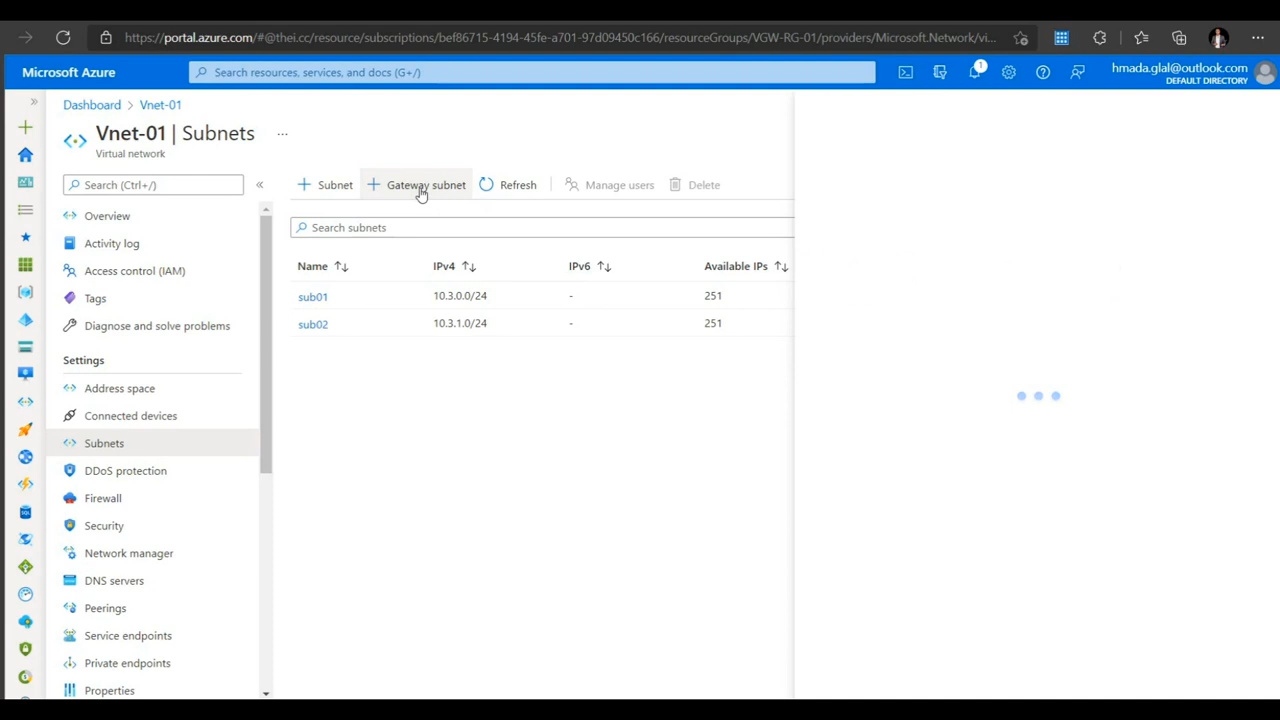 https://portal.azure.com/#@thei.cc/resource/subscriptions/bef86715-4194-45fe-a701-97d09450c166/resourceGroups/VGW-RG-01/providers/Microsoft.Network/vi...
Microsoft Azure
Search resources, services, and docs (G+/)
1
hmada.glal@outlook.com
DEFAULT DIRECTORY
Dashboard > Vnet-01
Vnet-01 | Subnets ...
Virtual network
Search (Ctrl+/)
Subnet
Gateway subnet
Refresh
Manage users
Delete
Overview
Activity log
Access control (IAM)
Tags
Diagnose and solve problems
Settings
Address space
Connected devices
Subnets
DDoS protection
Firewall
Security
Network manager
DNS servers
Peerings
Service endpoints
Private endpoints
Properties
Search subnets
Name IPv4 IPv6 Available IPs
sub01 10.3.0.0/24 - 251
sub02 10.3.1.0/24 - 251